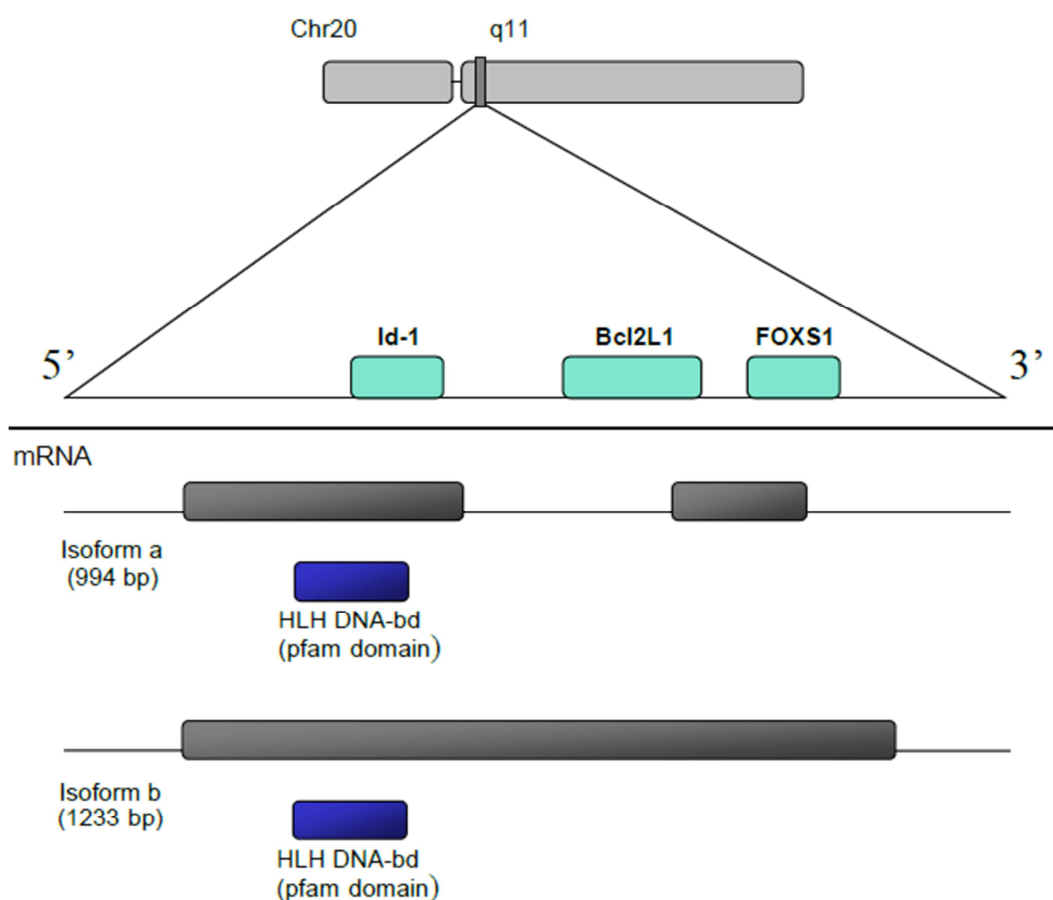 Chr20 q11
Id-1 Bcl2L1 FOXS1
5’ 3’
mRNA
Isoform a
(994 bp)
HLH DNA-bd
(pfam domain)
Isoform b
(1233 bp)
HLH DNA-bd
(pfam domain)